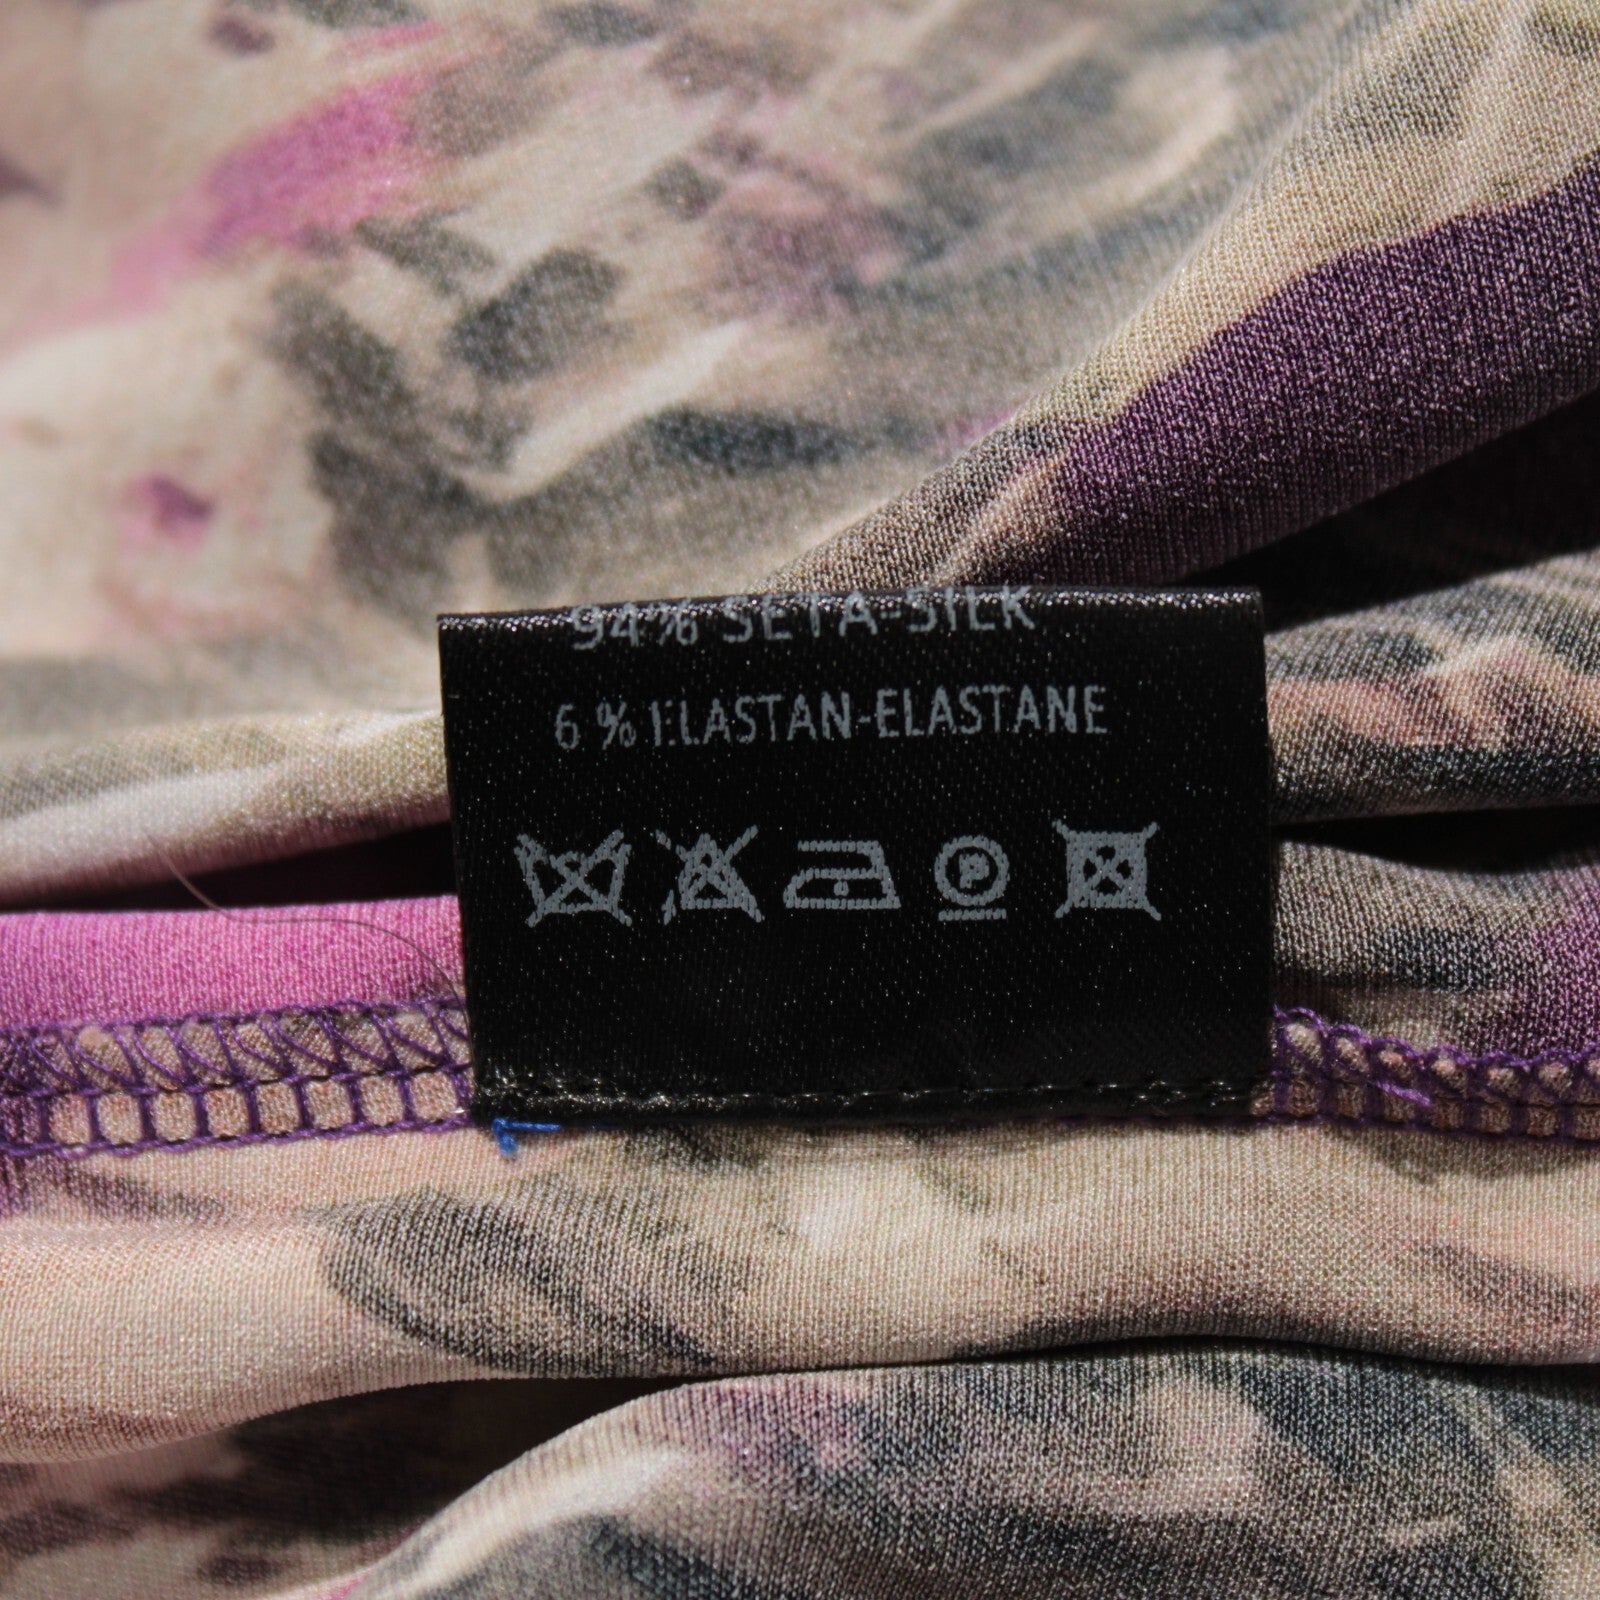 94% SETA-SILK
6% ELASTAN-ELASTANE
P